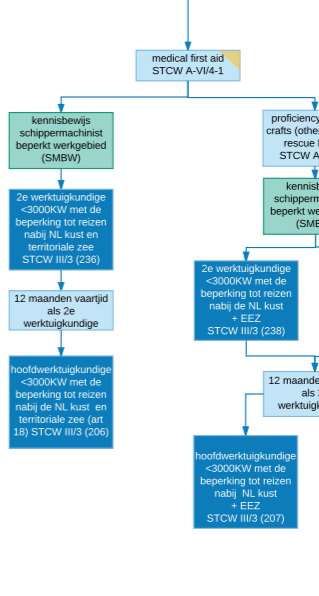 medical first aid
STCW A-VI/4-1
kennisbewijs
schippermachinist
beperkt werkgebied
(SMBW)
2e werktuigkundige
<3000KW met de
beperking tot reizen
nabij NL kust en
territoriale zee
STCW III/3 (236)
12 maanden vaartijd
als 2e
werktuigkundige
hoofdwerktuigkundige
<3000KW met de
beperking tot reizen
nabij de NL kust en
territoriale zee (art
18) STCW III/3 (206)
proficiency
crafts (othe
rescue
STCW A
kennisb
schipperm
beperkt we
(SMB
2e werktuigkundige
<3000KW met de
beperking tot reizen
nabij de NL kust
+ EEZ
STCW III/3 (238)
12 maande
als
werktuigk
hoofdwerktuigkundige
<3000KW met de
beperking tot reizen
nabij NL kust
+ EEZ
STCW III/3 (207)